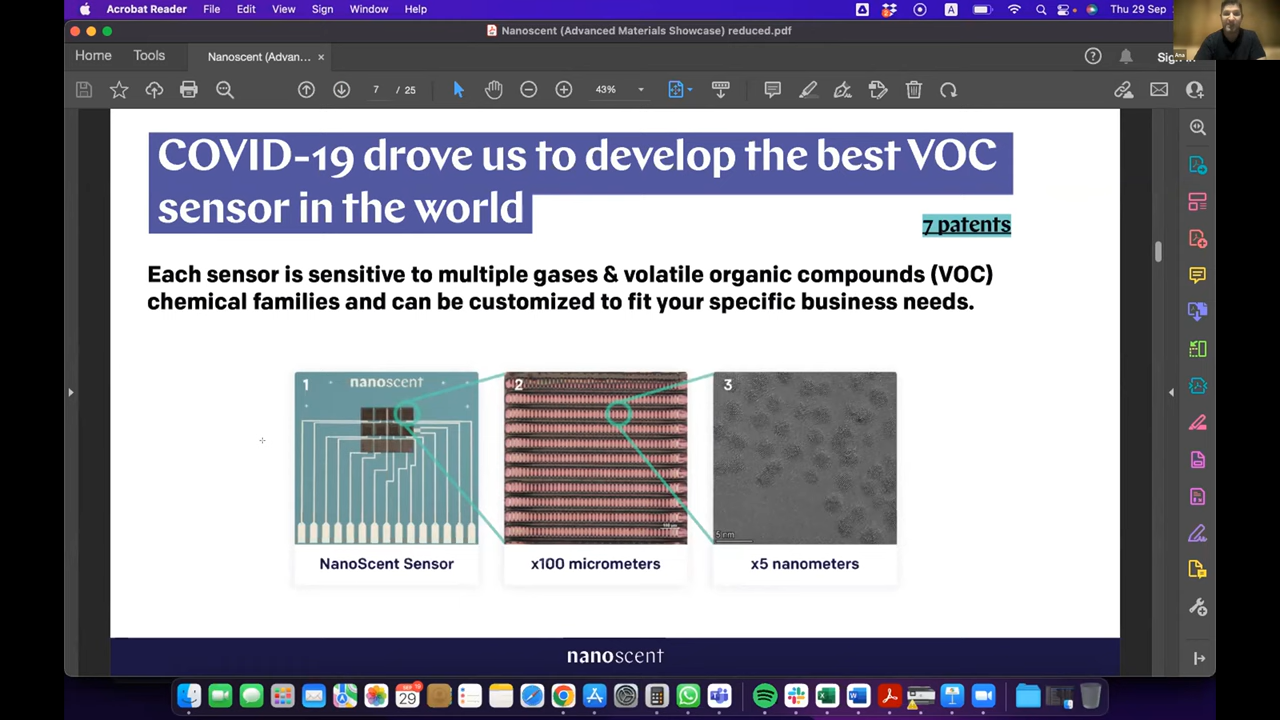 Acrobat Reader File Edit View Sign Window Help
A
Thu 29 Sep
Nanoscent (Advanced Materials Showcase) reduced.pdf
Home Tools Nanoscent (Advan... ×
7 / 25
43%
COVID-19 drove us to develop the best VOC
sensor in the world
7 patents
Each sensor is sensitive to multiple gases & volatile organic compounds (VOC)
chemical families and can be customized to fit your specific business needs.
1
nanoscent
2
3
5 nm
NanoScent Sensor
x100 micrometers
x5 nanometers
nanoscent
29